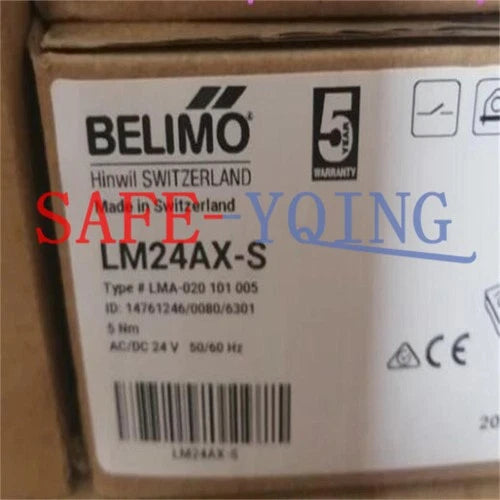 BELIMO
5
YEAR
WARRANTY
Hinwil SWITZERLAND
Made in Switzerland
SAFE-YQING
LM24AX-S
Type # LMA-020 101 005
ID: 14761246/0080/6301
5 Nm
AC/DC 24 V 50/60 Hz
CE
20
LM24AX-S